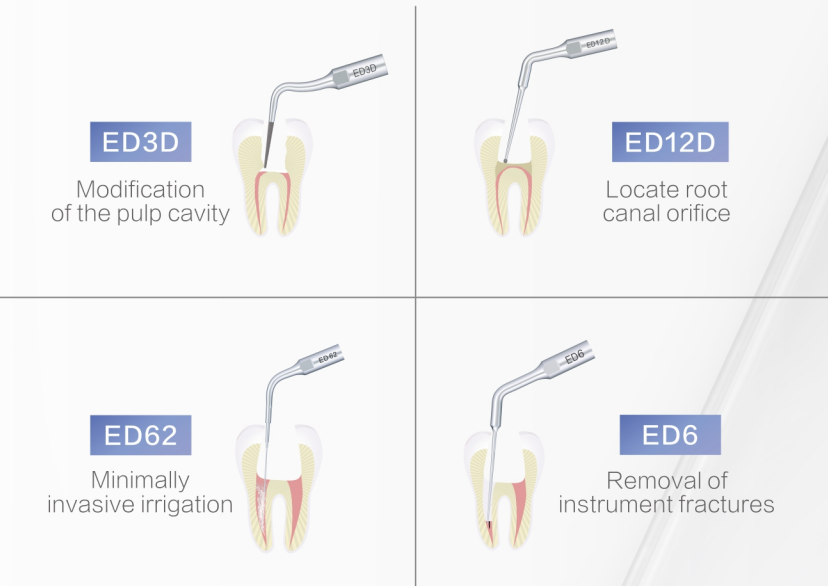 ED3D
ED3D
Modification
of the pulp cavity
ED12D
ED12D
Locate root
canal orifice
ED62
ED62
Minimally
invasive irrigation
ED6
ED6
Removal of
instrument fractures